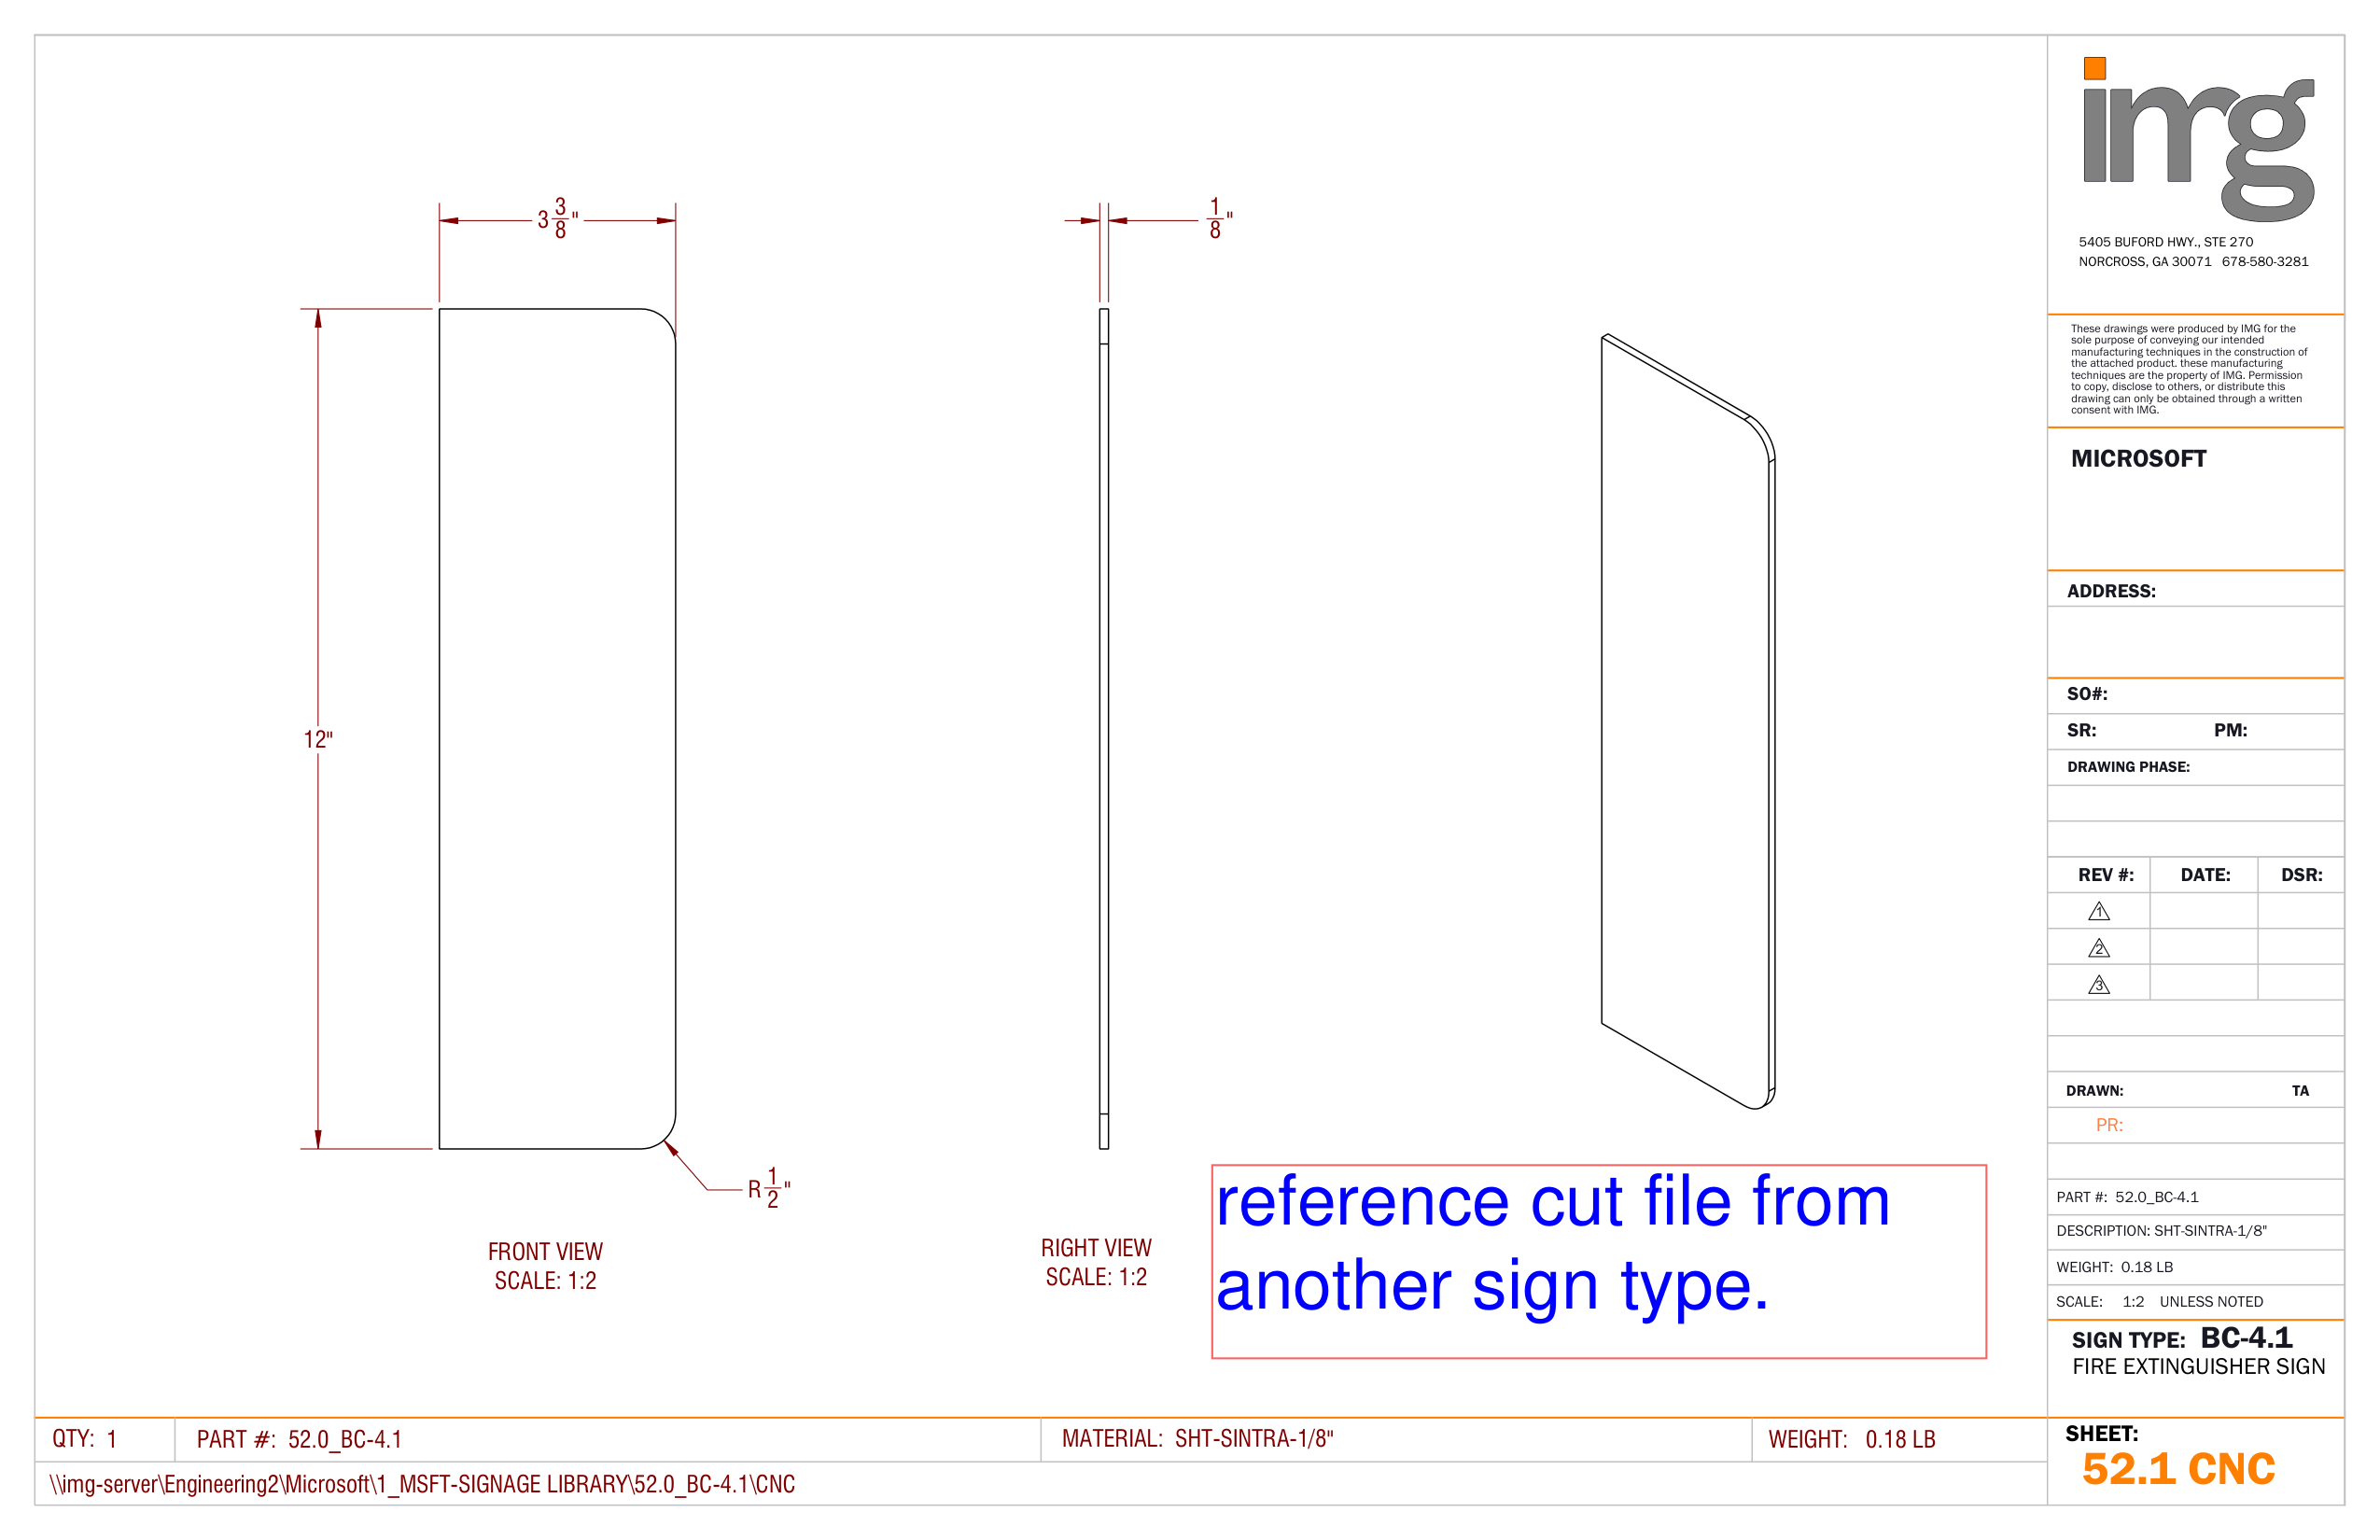 3 3/8"
1/8"
12"
R 1/2"
FRONT VIEW
SCALE: 1:2
RIGHT VIEW
SCALE: 1:2
reference cut file from
another sign type.
QTY: 1
PART #: 52.0_BC-4.1
MATERIAL: SHT-SINTRA-1/8"
WEIGHT: 0.18 LB
\\img-server\Engineering2\Microsoft\1_MSFT-SIGNAGE LIBRARY\52.0_BC-4.1\CNC
img
5405 BUFORD HWY., STE 270
NORCROSS, GA 30071 678-580-3281
These drawings were produced by IMG for the
sole purpose of conveying our intended
manufacturing techniques in the construction of
the attached product. these manufacturing
techniques are the property of IMG. Permission
to copy, disclose to others, or distribute this
drawing can only be obtained through a written
consent with IMG.
MICROSOFT
ADDRESS:
SO#:
SR: PM:
DRAWING PHASE:
REV #: DATE: DSR:
1
2
3
DRAWN: TA
PR:
PART #: 52.0_BC-4.1
DESCRIPTION: SHT-SINTRA-1/8"
WEIGHT: 0.18 LB
SCALE: 1:2 UNLESS NOTED
SIGN TYPE: BC-4.1
FIRE EXTINGUISHER SIGN
SHEET:
52.1 CNC